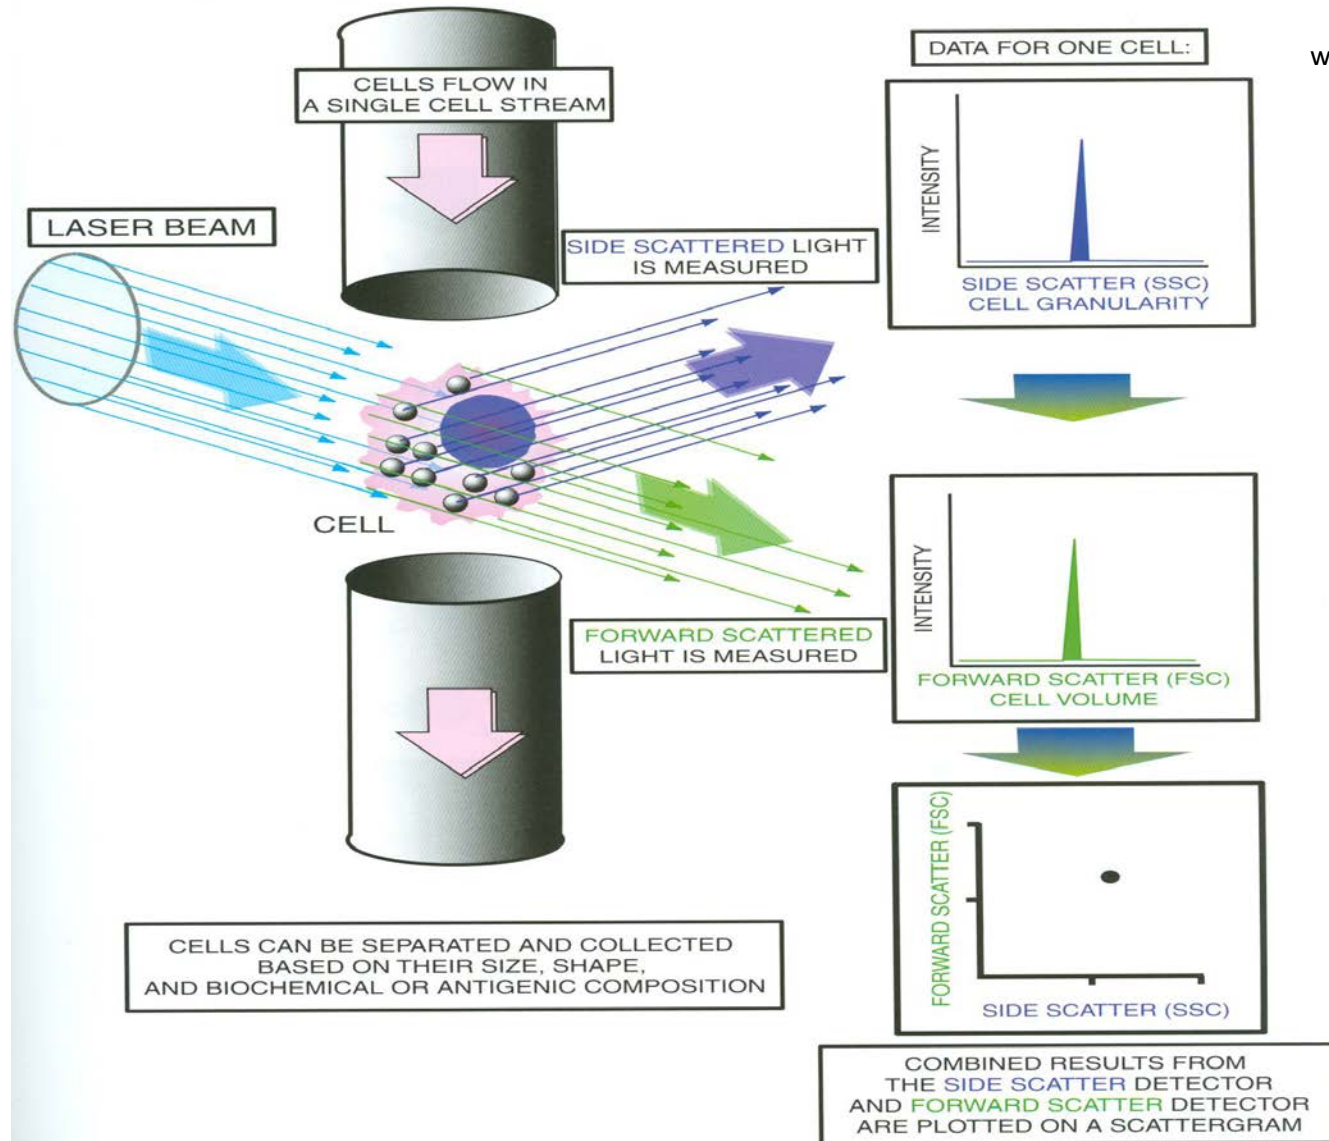 CELLS FLOW IN
A SINGLE CELL STREAM
LASER BEAM
SIDE SCATTERED LIGHT
IS MEASURED
CELL
FORWARD SCATTERED
LIGHT IS MEASURED
CELLS CAN BE SEPARATED AND COLLECTED
BASED ON THEIR SIZE, SHAPE,
AND BIOCHEMICAL OR ANTIGENIC COMPOSITION
DATA FOR ONE CELL:
w
INTENSITY
SIDE SCATTER (SSC)
CELL GRANULARITY
INTENSITY
FORWARD SCATTER (FSC)
CELL VOLUME
FORWARD SCATTER (FSC)
SIDE SCATTER (SSC)
COMBINED RESULTS FROM
THE SIDE SCATTER DETECTOR
AND FORWARD SCATTER DETECTOR
ARE PLOTTED ON A SCATTERGRAM